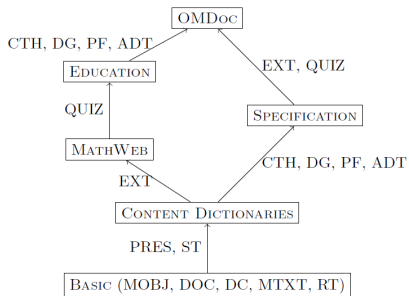 OMDoc
CTH, DG, PF, ADT
EXT, QUIZ
Education
QUIZ
Specification
MathWeb
CTH, DG, PF, ADT
EXT
Content Dictionaries
PRES, ST
Basic (MOBJ, DOC, DC, MTXT, RT)